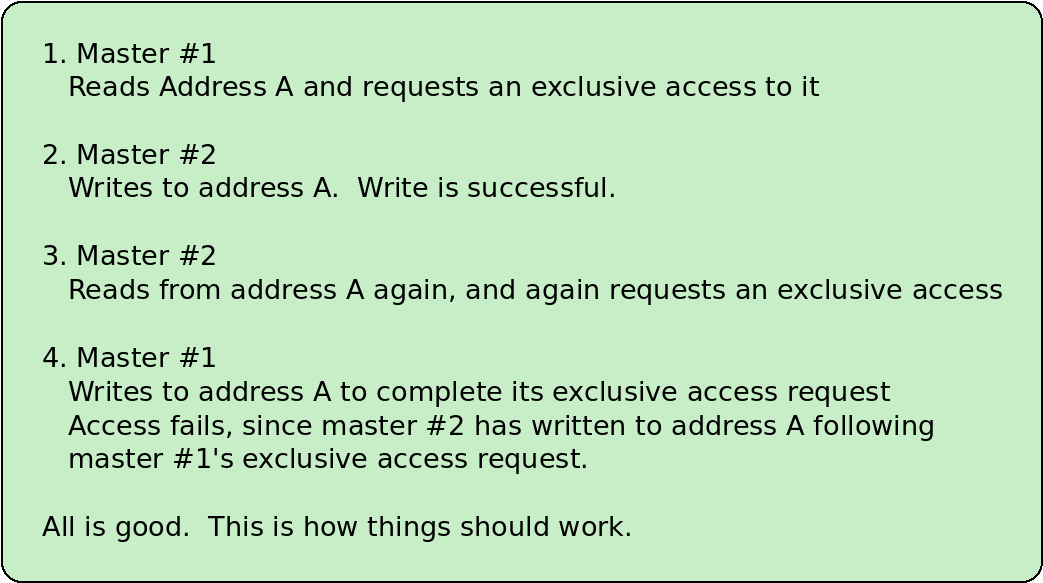 1. Master #1
Reads Address A and requests an exclusive access to it
2. Master #2
Writes to address A.  Write is successful.
3. Master #2
Reads from address A again, and again requests an exclusive access
4. Master #1
Writes to address A to complete its exclusive access request
Access fails, since master #2 has written to address A following
master #1's exclusive access request.
All is good.  This is how things should work.